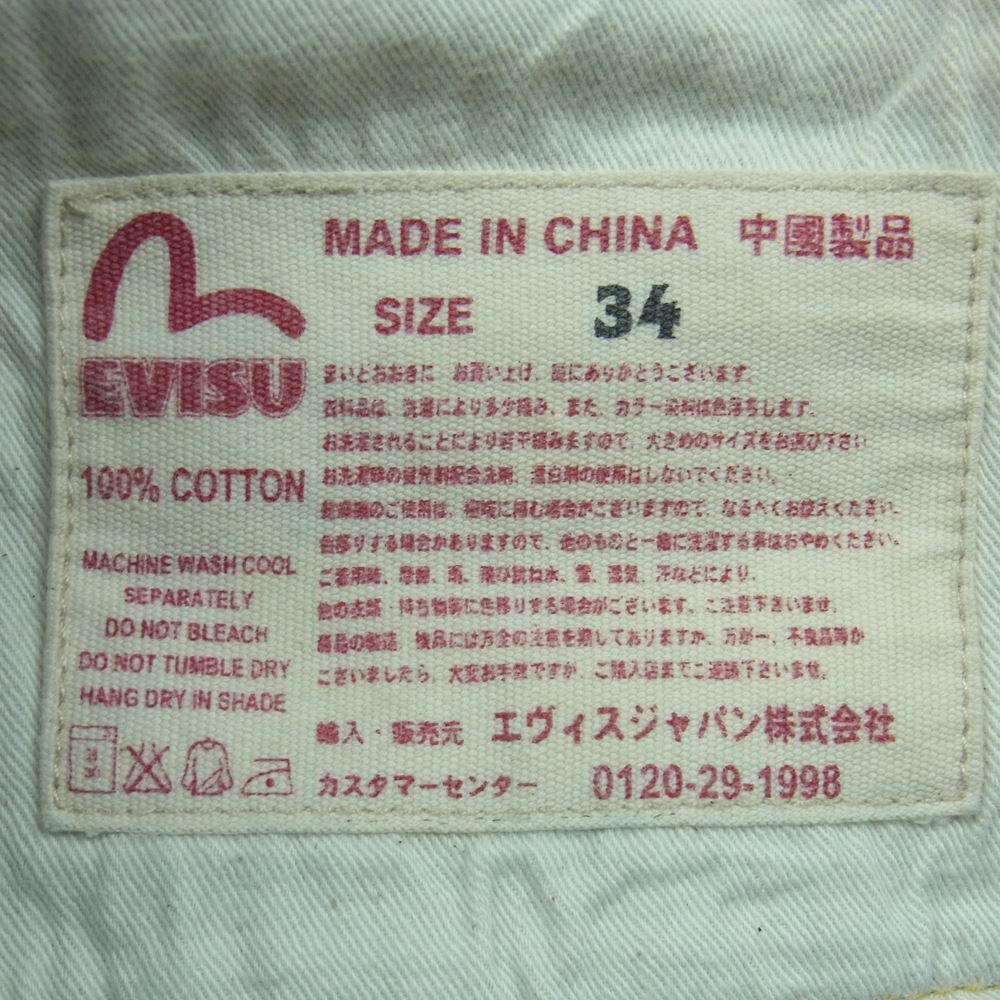 MADE IN CHINA 中國製品
SIZE 34
EVISU
100% COTTON
MACHINE WASH COOL
SEPARATELY
DO NOT BLEACH
DO NOT TUMBLE DRY
HANG DRY IN SHADE
まいどおおきに お買い上げ、誠にありがとうございます。
衣料品は、洗濯により多少縮み、また、カラー染料は色落ちします。
お洗濯されることにより若干縮みますので、大きめのサイズをお選び下さい
お洗濯時の蛍光剤配合洗剤、漂白剤の使用はしないでください。
乾燥機のご使用は、極端に縮む場合がございますので、なるべくお控えください。
色移りする場合がありますので、他のものと一緒に洗濯する事はおやめください。
ご着用時、摩擦、雨、飛び跳ね水、雪、湿気、汗などにより、
他の衣類・持ち物等に色移りする場合がございます。ご注意下さいませ。
商品の製造 検品には万全の注意を期しておりますが、万が一、不良品等が
ございましたら、大変お手数ですが、ご購入店までご連絡下さいませ。
輸入・販売元 エヴィスジャパン株式会社
カスタマーセンター 0120-29-1998